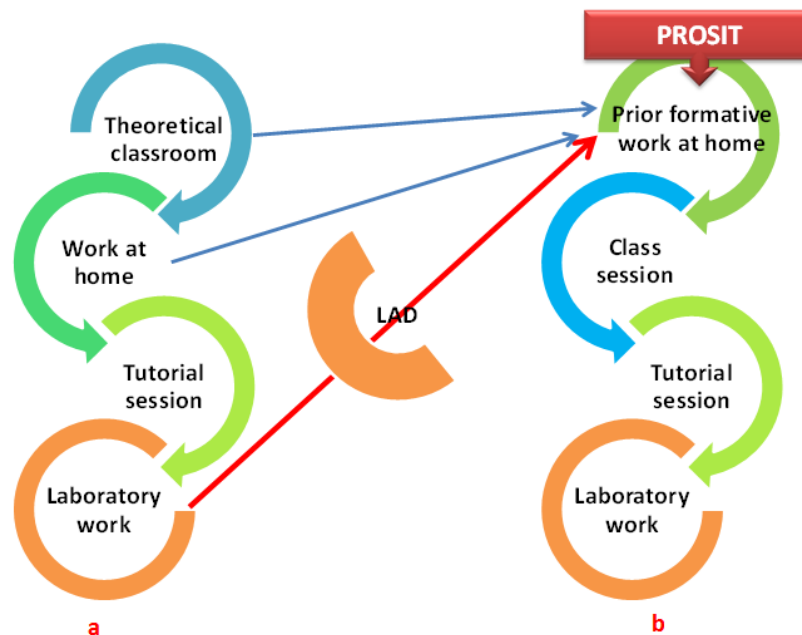 Theoretical
classroom
Work at
home
Tutorial
session
Laboratory
work
a
LAD
PROSIT
Prior formative
work at home
Class
session
Tutorial
session
Laboratory
work
b